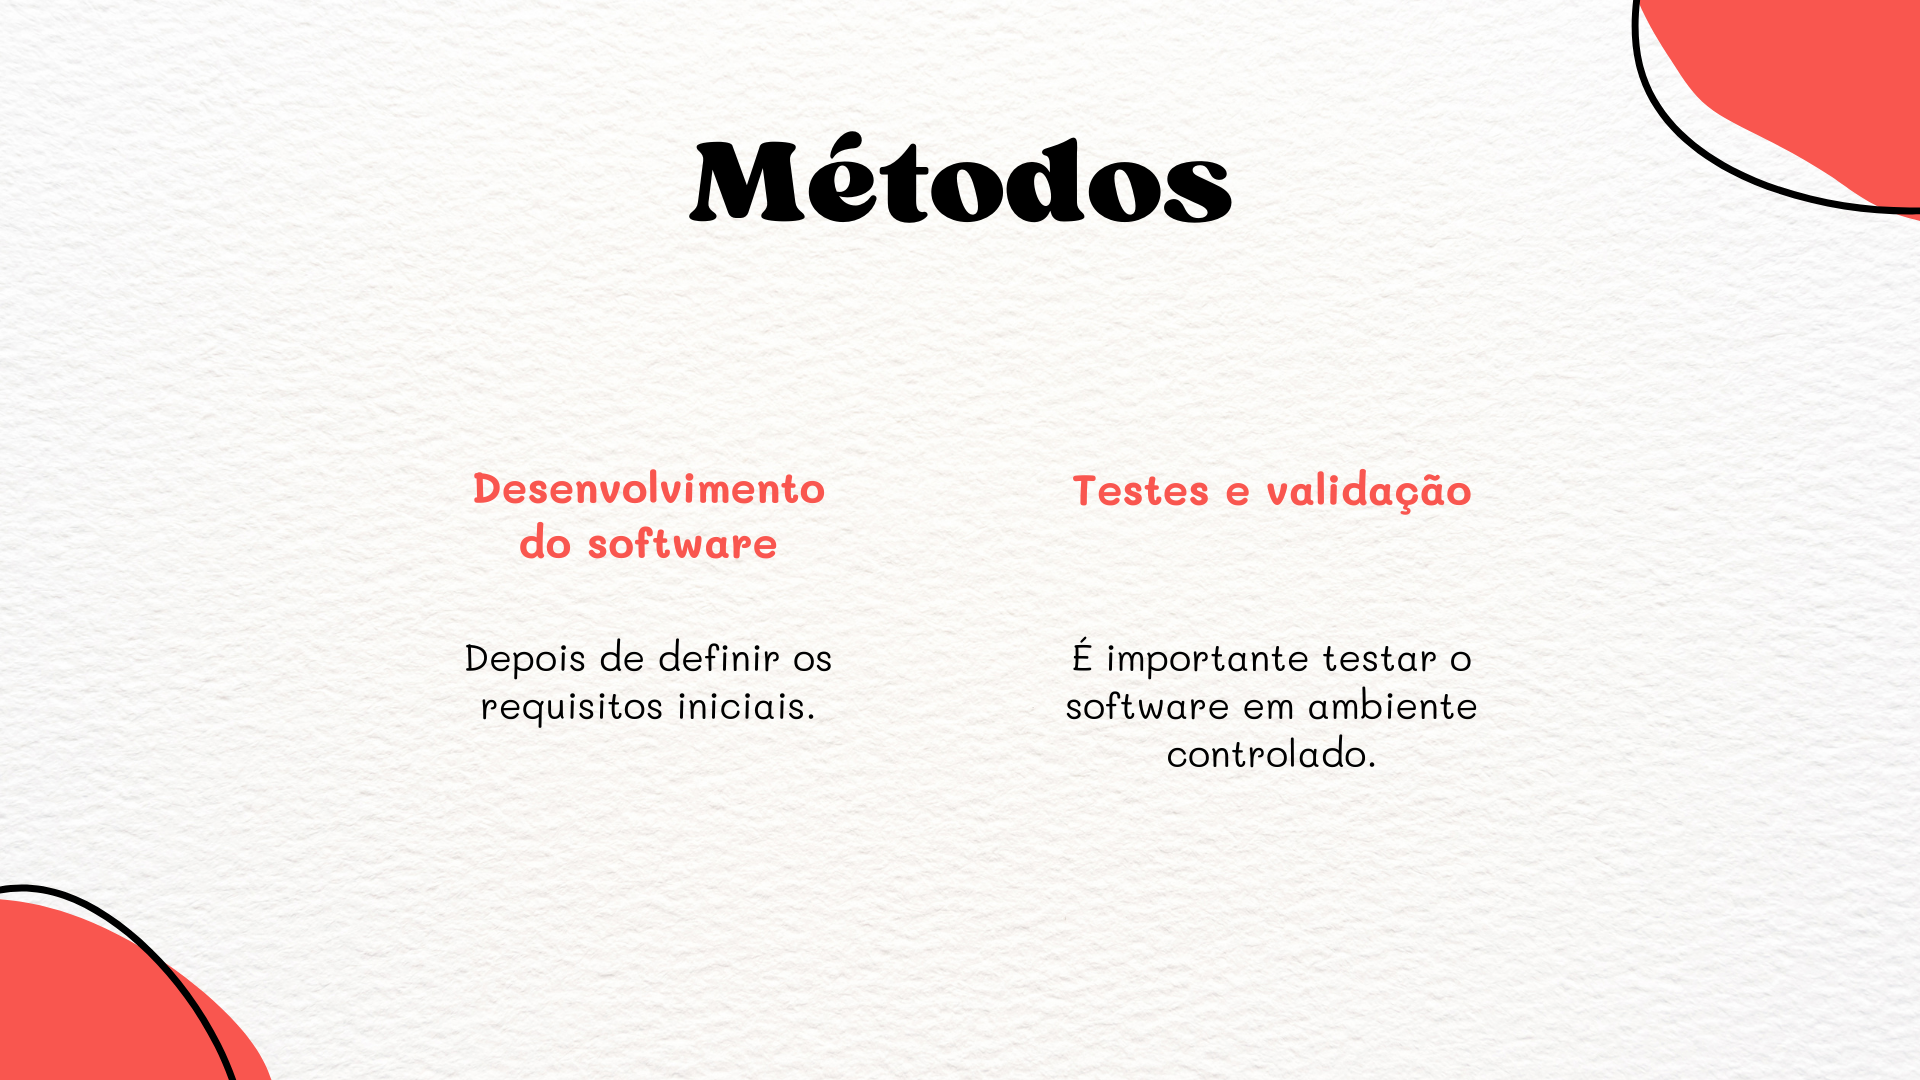 Métodos
Desenvolvimento
do software
Depois de definir os
requisitos iniciais.
Testes e validação
É importante testar o
software em ambiente
controlado.